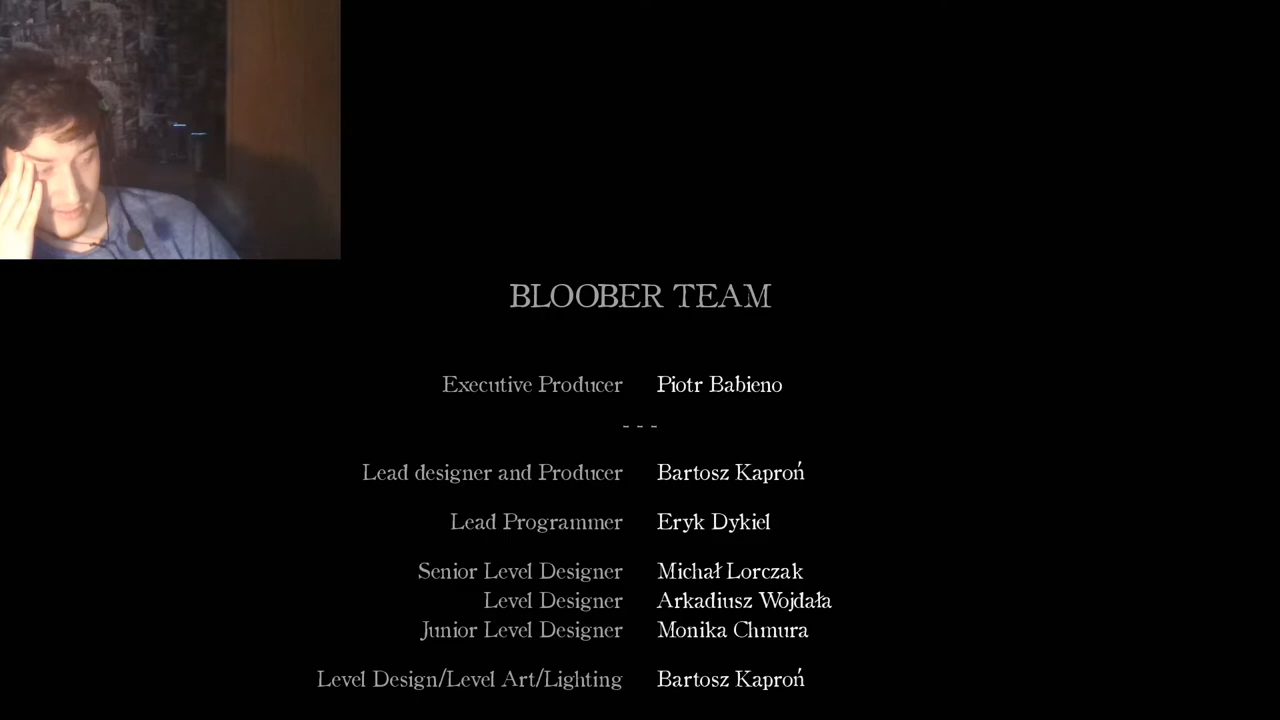 BLOOBER TEAM
Executive Producer Piotr Babieno
- - -
Lead designer and Producer Bartosz Kaproń
Lead Programmer Eryk Dykiel
Senior Level Designer Michał Lorczak
Level Designer Arkadiusz Wojdała
Junior Level Designer Monika Chmura
Level Design/Level Art/Lighting Bartosz Kaproń